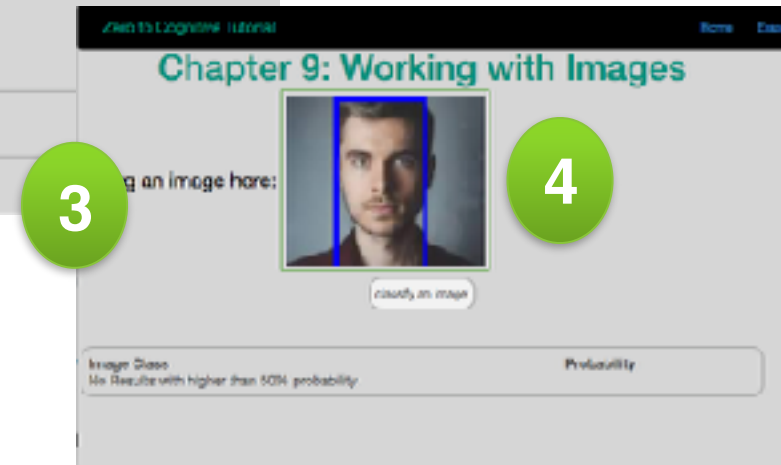 Zero to Cognitive Tutorial
Home
Chapter 9: Working with Images
3
g an image here:
4
classify an image
Image Class
Probability
No Results with higher than 50% probability